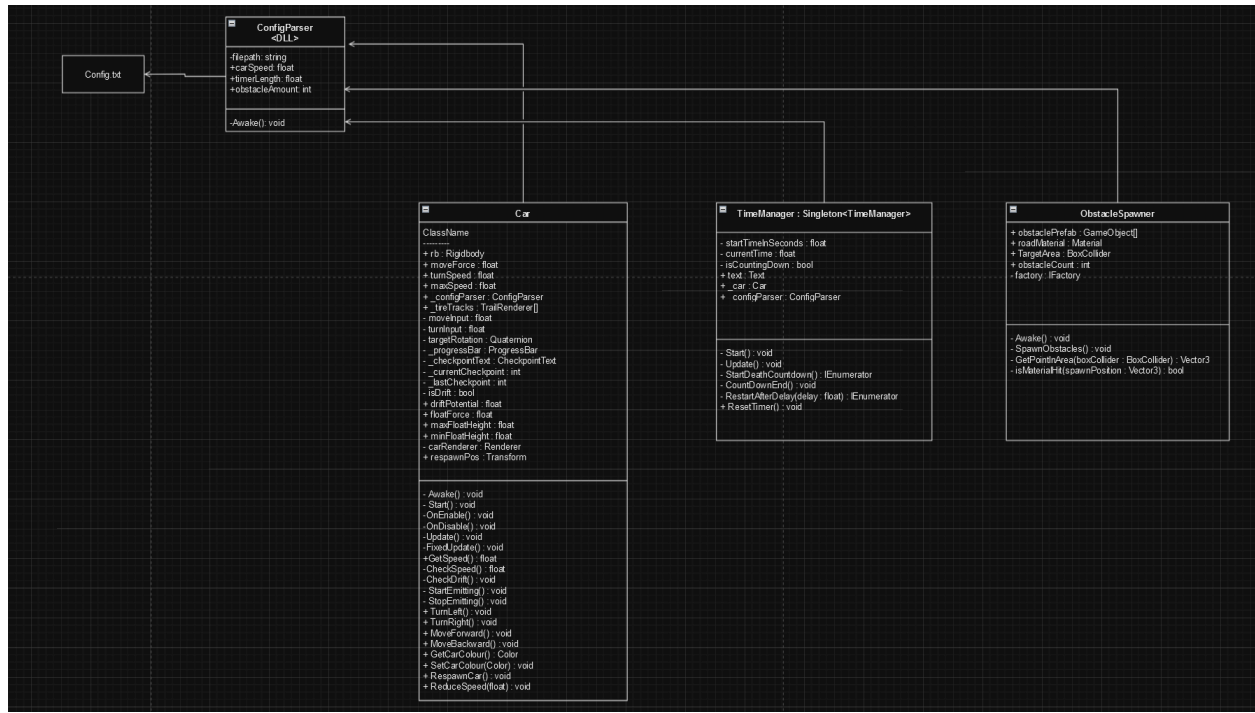 ConfigParser
<DLL>
-filepath: string
+carSpeed: float
+timerLength: float
+obstacleAmount: int
-Awake(): void
Config.txt
Car
ClassName
----------
+ rb : Rigidbody
+ moveForce : float
+ turnSpeed : float
+ maxSpeed : float
+ _configParser : ConfigParser
+ _tireTracks : TrailRenderer[]
- moveInput : float
- turnInput : float
- targetRotation : Quaternion
- _progressBar : ProgressBar
- _checkpointText : CheckpointText
- _currentCheckpoint : int
- _lastCheckpoint : int
- isDrift : bool
+ driftPotential : float
+ floatForce : float
+ maxFloatHeight : float
+ minFloatHeight : float
- carRenderer : Renderer
+ respawnPos : Transform
- Awake() : void
- Start() : void
-OnEnable() : void
-OnDisable() : void
-Update() : void
-FixedUpdate() : void
+GetSpeed() : float
-CheckSpeed() : float
-CheckDrift() : void
- StartEmitting() : void
- StopEmitting() : void
+ TurnLeft() : void
+ TurnRight() : void
+ MoveForward() : void
+ MoveBackward() : void
+ GetCarColour() : Color
+ SetCarColour(Color) : void
+ RespawnCar() : void
+ ReduceSpeed(float) : void
TimeManager : Singleton<TimeManager>
- startTimeInSeconds : float
- currentTime : float
- isCountingDown : bool
+ text : Text
+ _car : Car
+ _configParser : ConfigParser
- Start() : void
- Update() : void
- StartDeathCountdown() : IEnumerator
- CountDownEnd() : void
- RestartAfterDelay(delay : float) : IEnumerator
+ ResetTimer() : void
ObstacleSpawner
+ obstaclePrefab : GameObject[]
+ roadMaterial : Material
+ TargetArea : BoxCollider
+ obstacleCount : int
- factory : IFactory
- Awake() : void
- SpawnObstacles() : void
- GetPointInArea(boxCollider : BoxCollider) : Vector3
- isMaterialHit(spawnPosition : Vector3) : bool